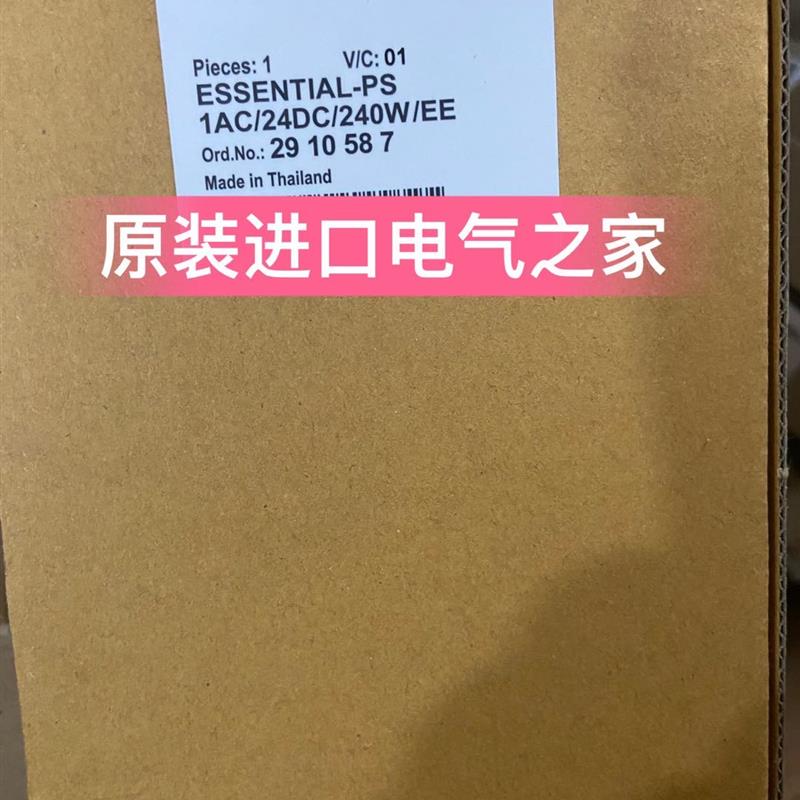 Pieces: 1 V/C: 01
ESSENTIAL-PS
1AC/24DC/240W/EE
Ord.No.: 29 10 58 7
Made in Thailand
原装进口电气之家